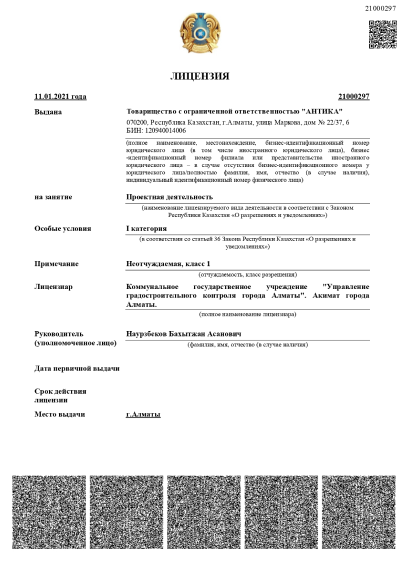 21000297
ЛИЦЕНЗИЯ
11.01.2021 года 21000297
Выдана Товарищество с ограниченной ответственностью "АНТИКА"
070200, Республика Казахстан, г.Алматы, улица Маркова, дом № 22/37, 6
БИН: 120940014006
(полное наименование, местонахождение, бизнес-идентификационный номер
юридического лица (в том числе иностранного юридического лица), бизнес
-идентификационный номер филиала или представительства иностранного
юридического лица – в случае отсутствия бизнес-идентификационного номера у
юридического лица/полностью фамилия, имя, отчество (в случае наличия),
индивидуальный идентификационный номер физического лица)
на занятие Проектная деятельность
(наименование лицензируемого вида деятельности в соответствии с Законом
Республики Казахстан «О разрешениях и уведомлениях»)
Особые условия I категория
(в соответствии со статьей 36 Закона Республики Казахстан «О разрешениях и
уведомлениях»)
Примечание Неотчуждаемая, класс 1
(отчуждаемость, класс разрешения)
Лицензиар Коммунальное государственное учреждение "Управление
градостроительного контроля города Алматы". Акимат города
Алматы.
(полное наименование лицензиара)
Руководитель Наурзбеков Бахытжан Асанович
(уполномоченное лицо) (фамилия, имя, отчество (в случае наличия)
Дата первичной выдачи
Срок действия
лицензии
Место выдачи г.Алматы